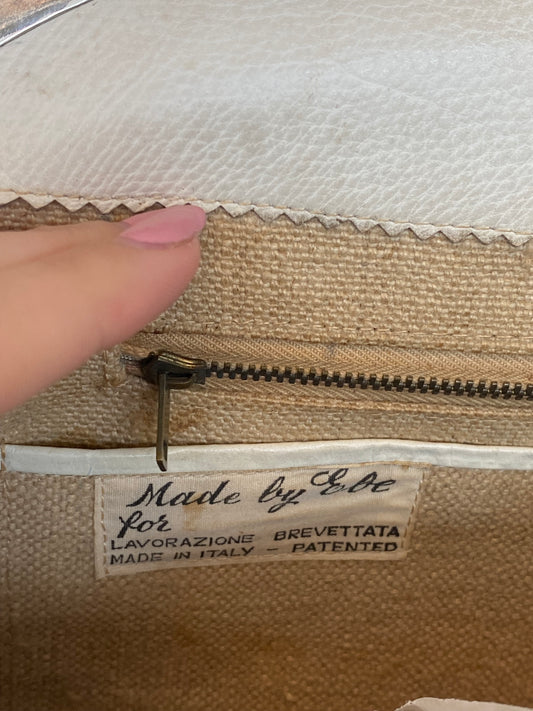 Made by Ebe
for
LAVORAZIONE BREVETTATA
MADE IN ITALY - PATENTED